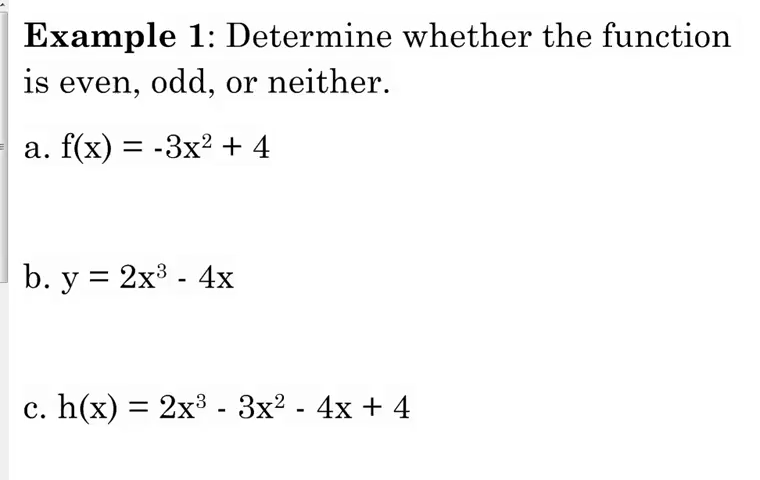 Example 1: Determine whether the function
is even, odd, or neither.
a. f(x) = -3x² + 4
b. y = 2x³ - 4x
c. h(x) = 2x³ - 3x² - 4x + 4